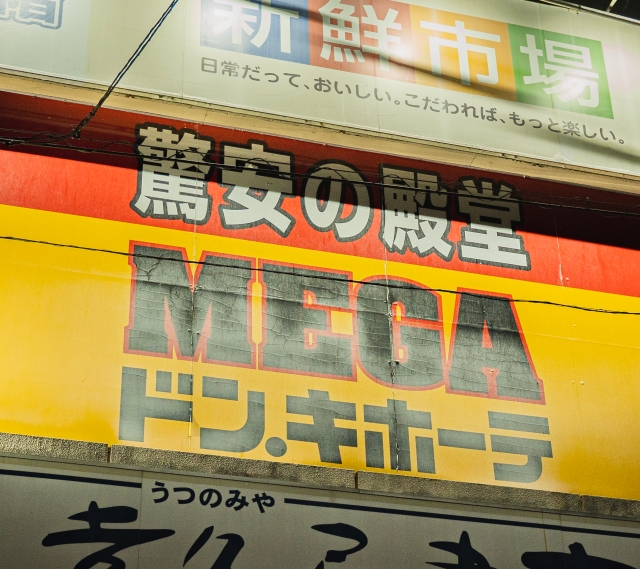 新鮮市場
日常だって、おいしい。こだわれば、もっと楽しい。
驚安の殿堂
MEGA
ドン.キホーテ
うつのみや